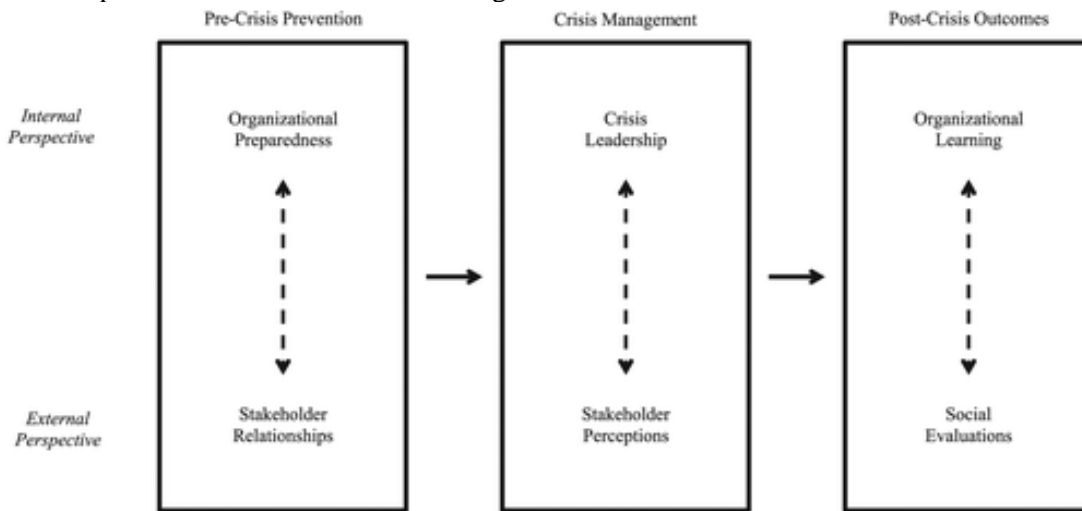 Pre-Crisis Prevention
Crisis Management
Post-Crisis Outcomes
Internal
Perspective
Organizational
Preparedness
Crisis
Leadership
Organizational
Learning
External
Perspective
Stakeholder
Relationships
Stakeholder
Perceptions
Social
Evaluations